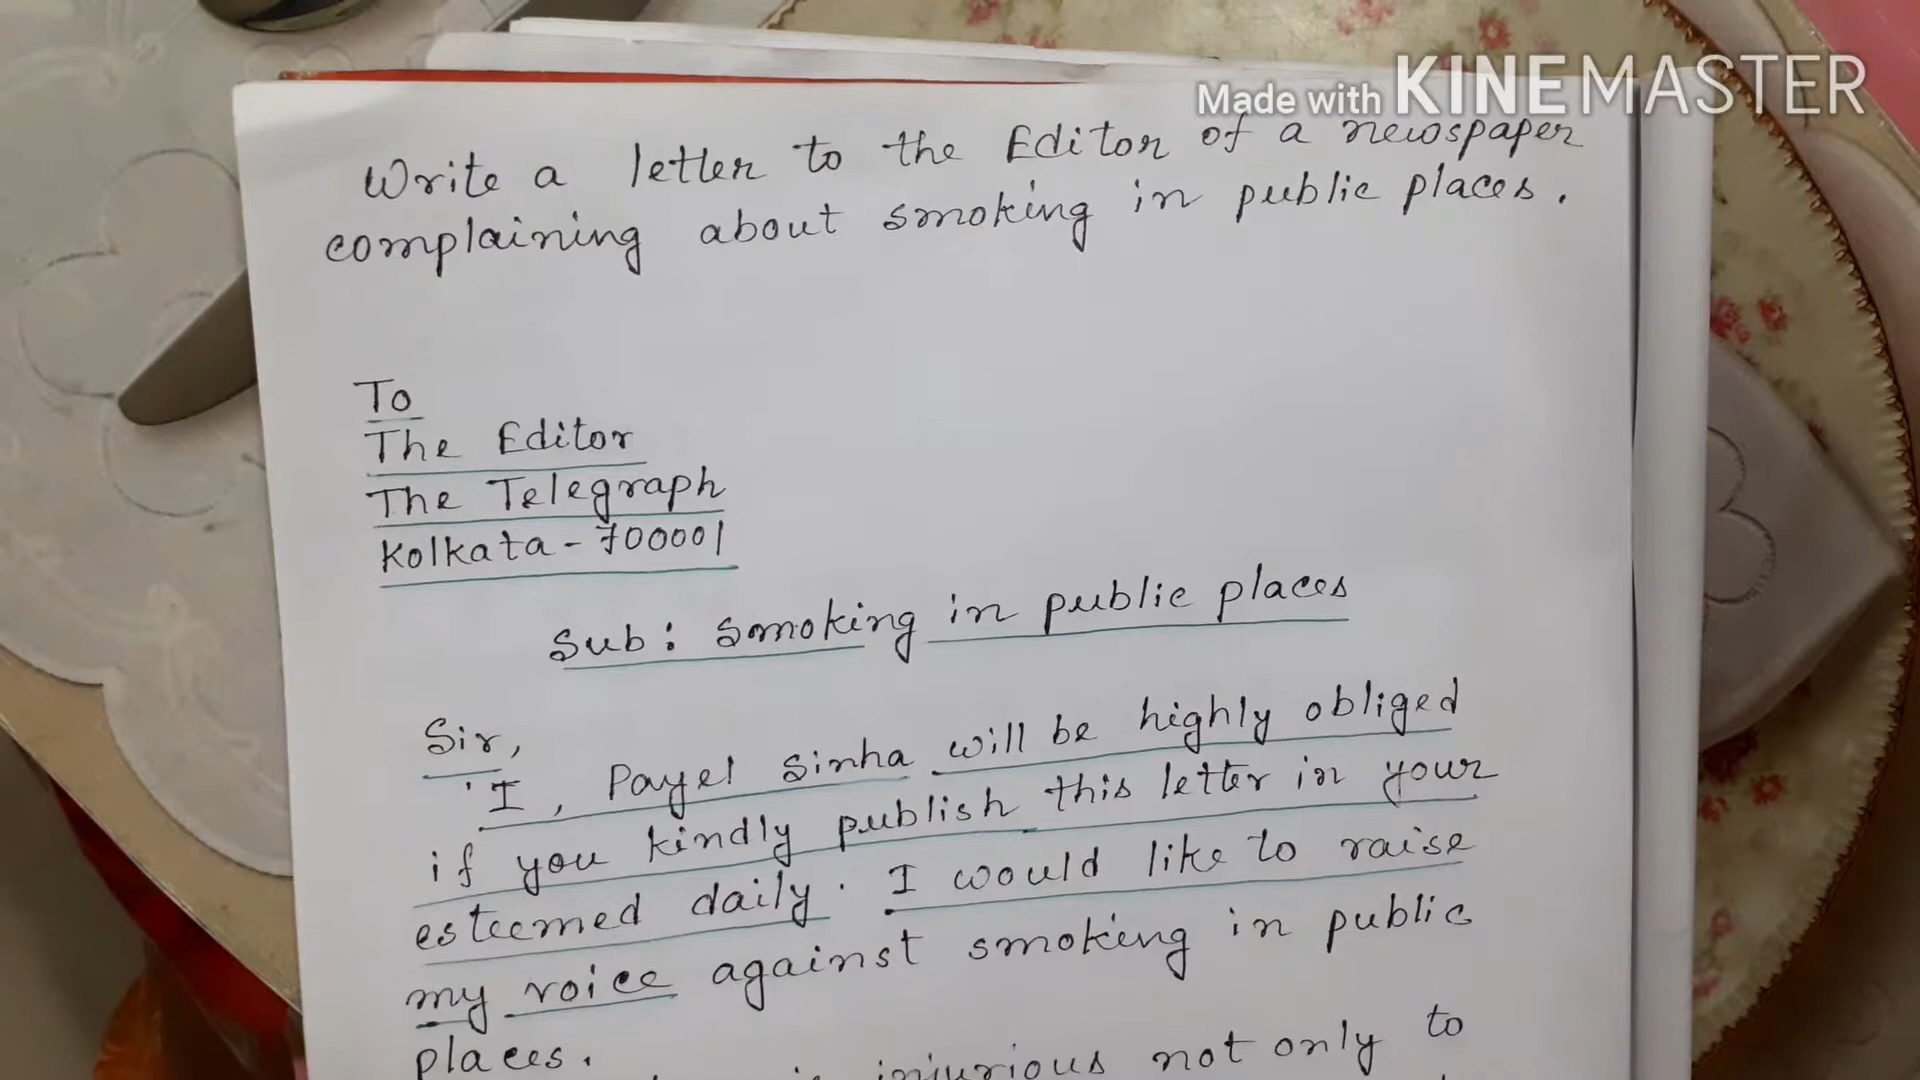 Made with KINEMASTER
Write a letter to the Editor of a newspaper
complaining about smoking in public places.
To
The Editor
The Telegraph
Kolkata - 700001
Sub: Smoking in public places
Sir,
I, Payel Sinha will be highly obliged
if you kindly publish this letter in your
esteemed daily. I would like to raise
my voice against smoking in public
places.
injurious not only to